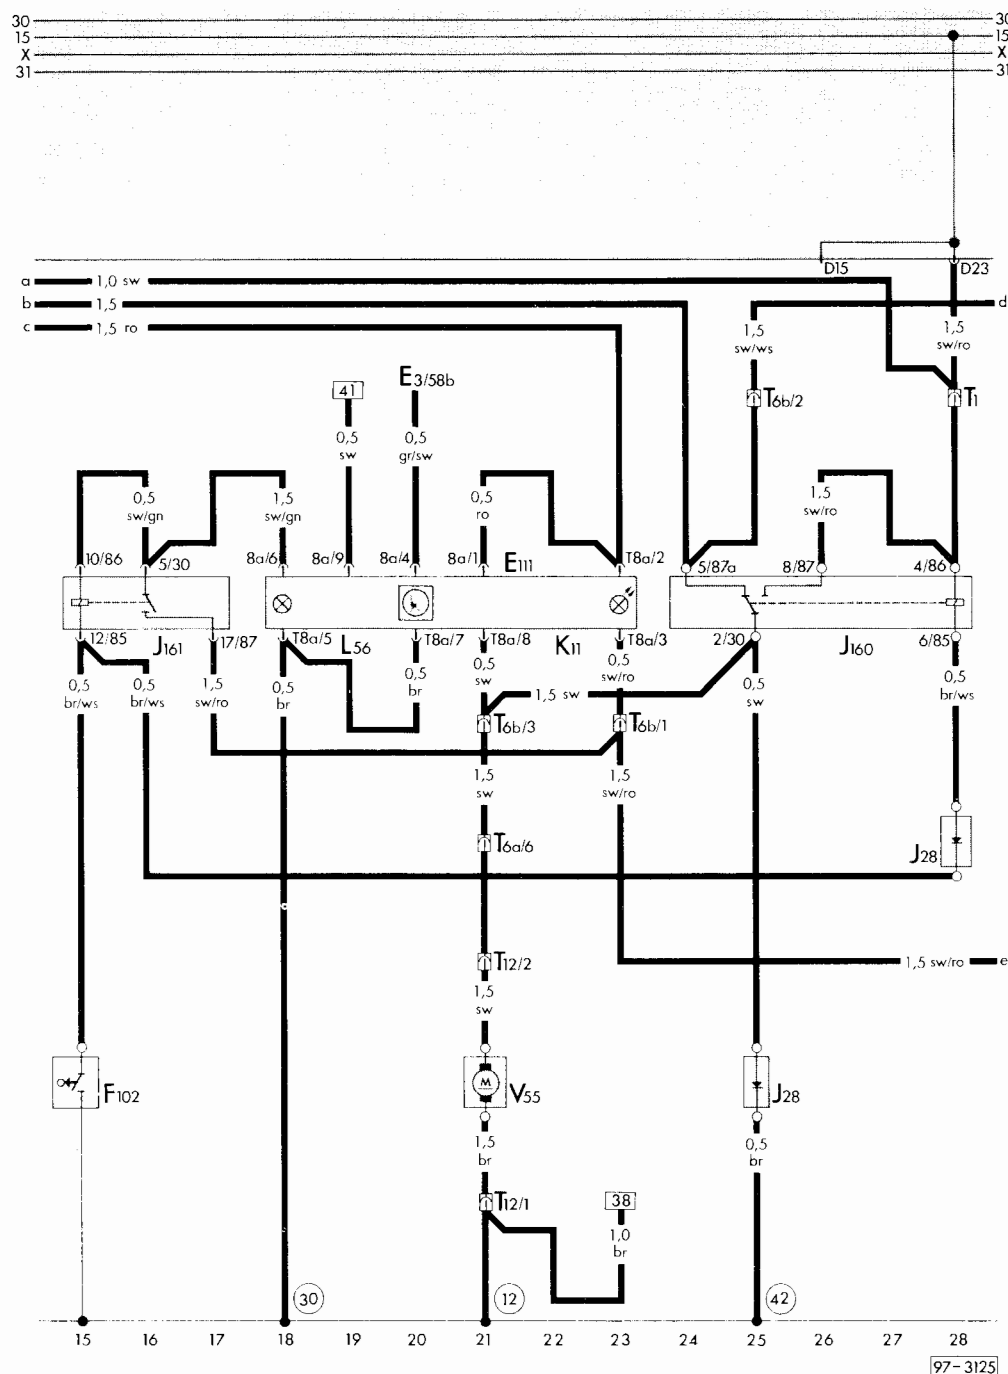 30 30
15 15
X X
31 31
D15 D23
a 1,0 sw
b 1,5 d
c 1,5 ro
1,5 sw/ws
1,5 sw/ro
E3/58b
41
T6b/2 T1
0,5 sw
0,5 gr/sw
0,5 sw/gn
1,5 sw/gn
0,5 ro
1,5 sw/ro
10/86 5/30 8a/6 8a/9 8a/4 8a/1 E111 T8a/2 5/87a 8/87 4/86
12/85 J161 17/87 T8a/5 L56 T8a/7 T8a/8 K11 T8a/3 2/30 J160 6/85
0,5 br/ws
0,5 br/ws
1,5 sw/ro
0,5 br
0,5 br
0,5 sw
0,5 sw/ro
1,5 sw
0,5 sw
0,5 br/ws
T6b/3 T6b/1
1,5 sw
1,5 sw/ro
T6a/6
J28
T12/2
1,5 sw/ro e
1,5 sw
F102 V55 J28
1,5 br
0,5 br
T12/1 38
1,0 br
30 12 42
15 16 17 18 19 20 21 22 23 24 25 26 27 28
97-3125